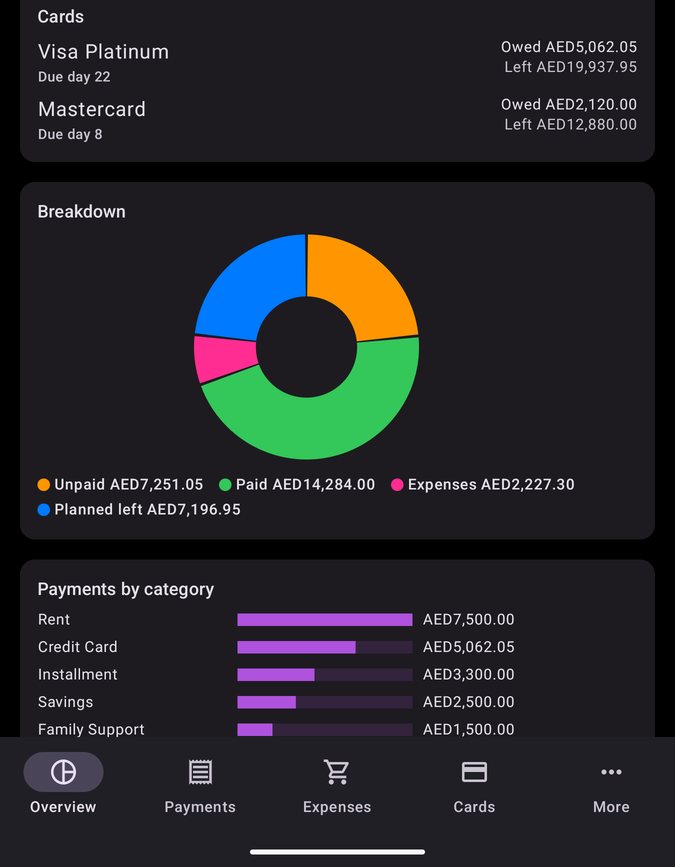 Cards
Visa Platinum
Owed AED5,062.05
Due day 22
Left AED19,937.95
Mastercard
Owed AED2,120.00
Due day 8
Left AED12,880.00
Breakdown
Unpaid AED7,251.05 Paid AED14,284.00 Expenses AED2,227.30
Planned left AED7,196.95
Payments by category
Rent AED7,500.00
Credit Card AED5,062.05
Installment AED3,300.00
Savings AED2,500.00
Family Support AED1,500.00
Overview Payments Expenses Cards More